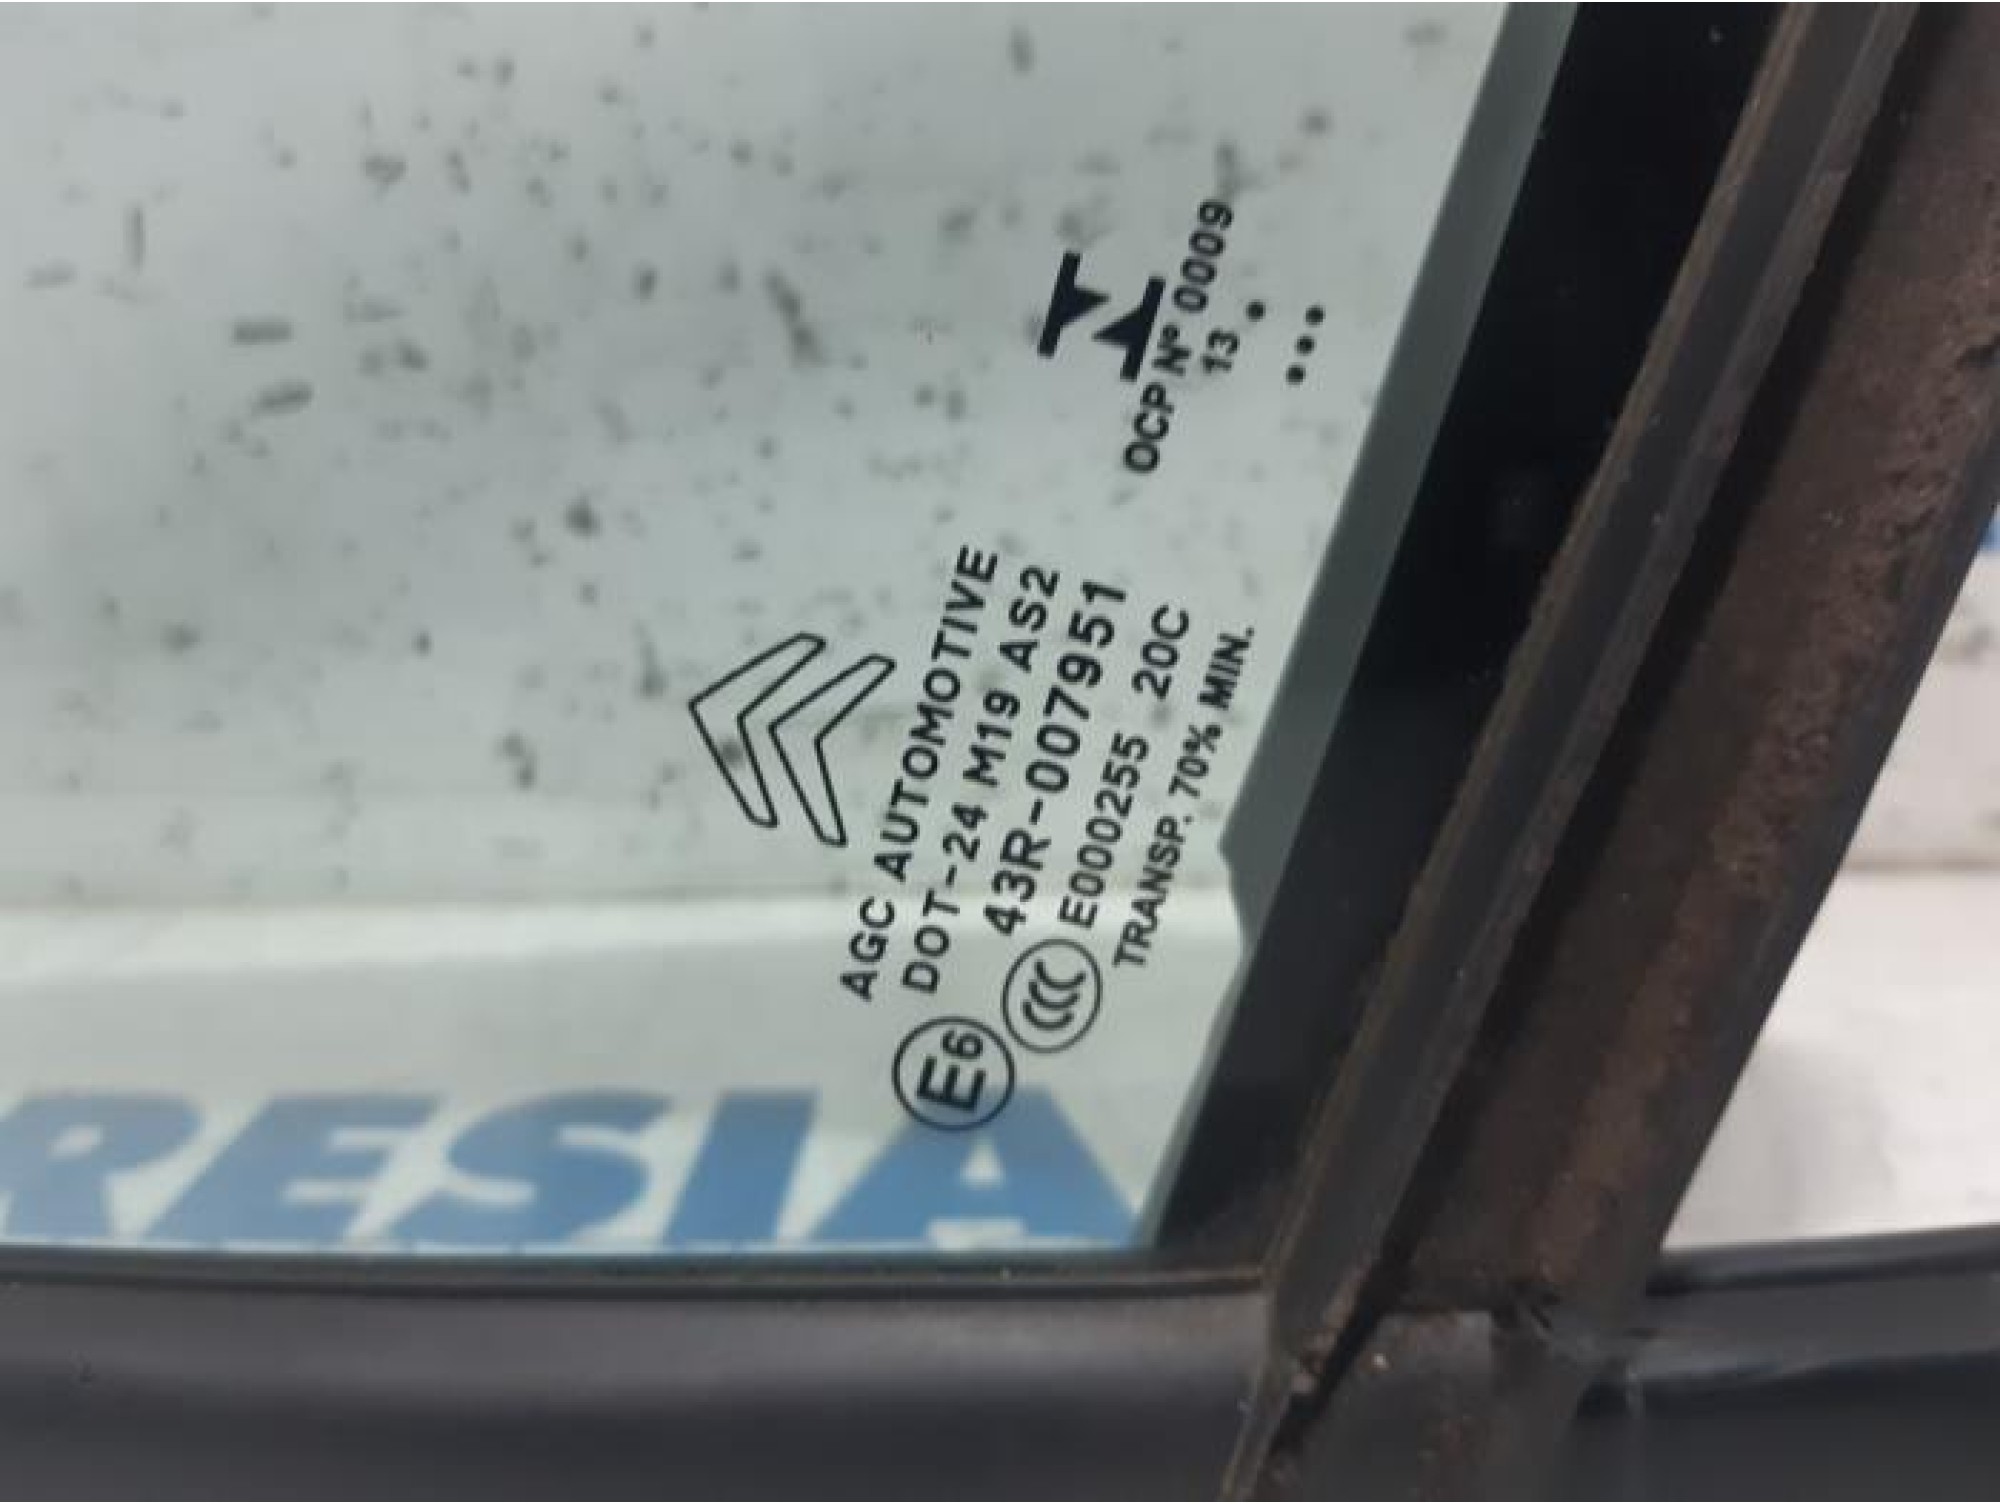 AGC AUTOMOTIVE
DOT-24 M19 AS2
E6 43R-007951
CCC E000255 20C
TRANSP. 70% MIN.
OCP Nº 0009
13
RESIA